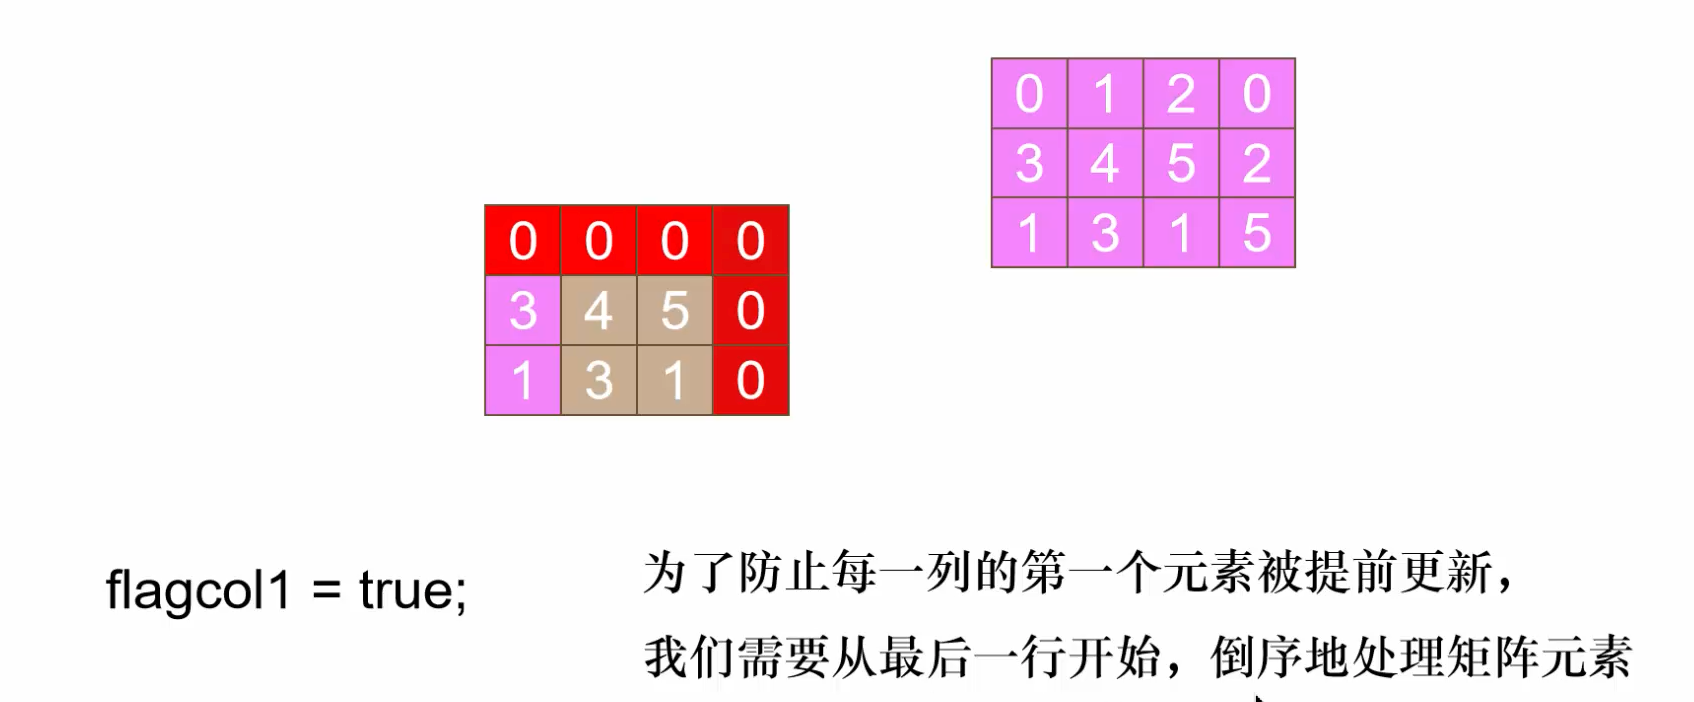 0 1 2 0
3 4 5 2
1 3 1 5
0 0 0 0
3 4 5 0
1 3 1 0
flagcol1 = true;
为了防止每一列的第一个元素被提前更新，
我们需要从最后一行开始，倒序地处理矩阵元素